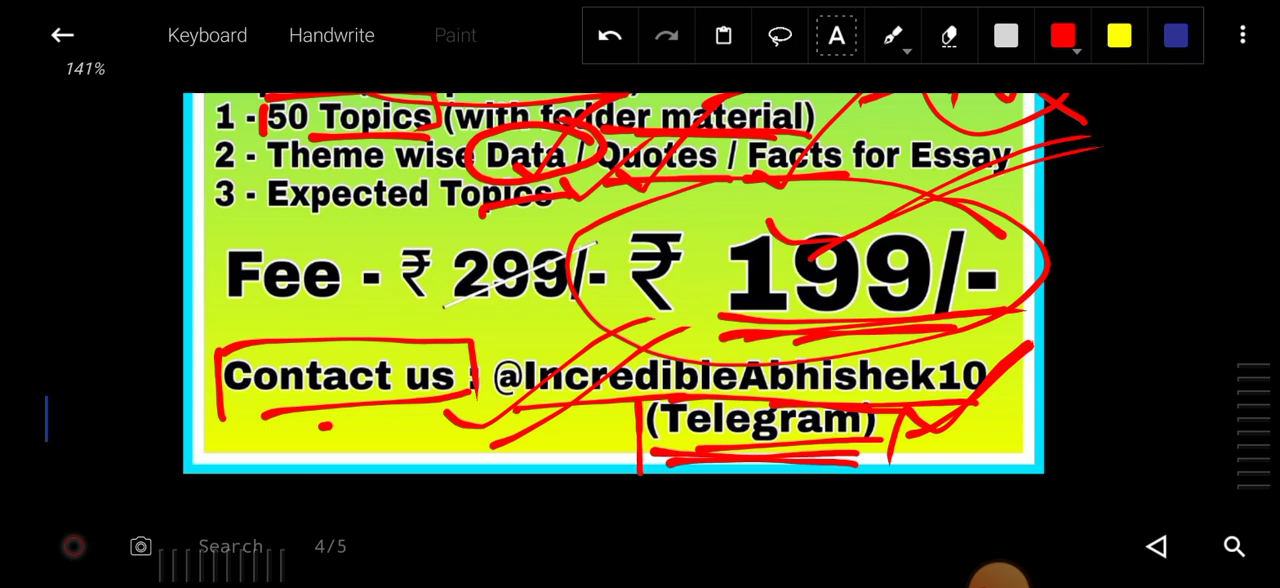 Keyboard Handwrite Paint A
141%
1 - 50 Topics (with fodder material)
2 - Theme wise Data / Quotes / Facts for Essay
3 - Expected Topics
Fee - ₹ 299/- ₹ 199/-
Contact us : @IncredibleAbhishek10
(Telegram)
Search 4/5